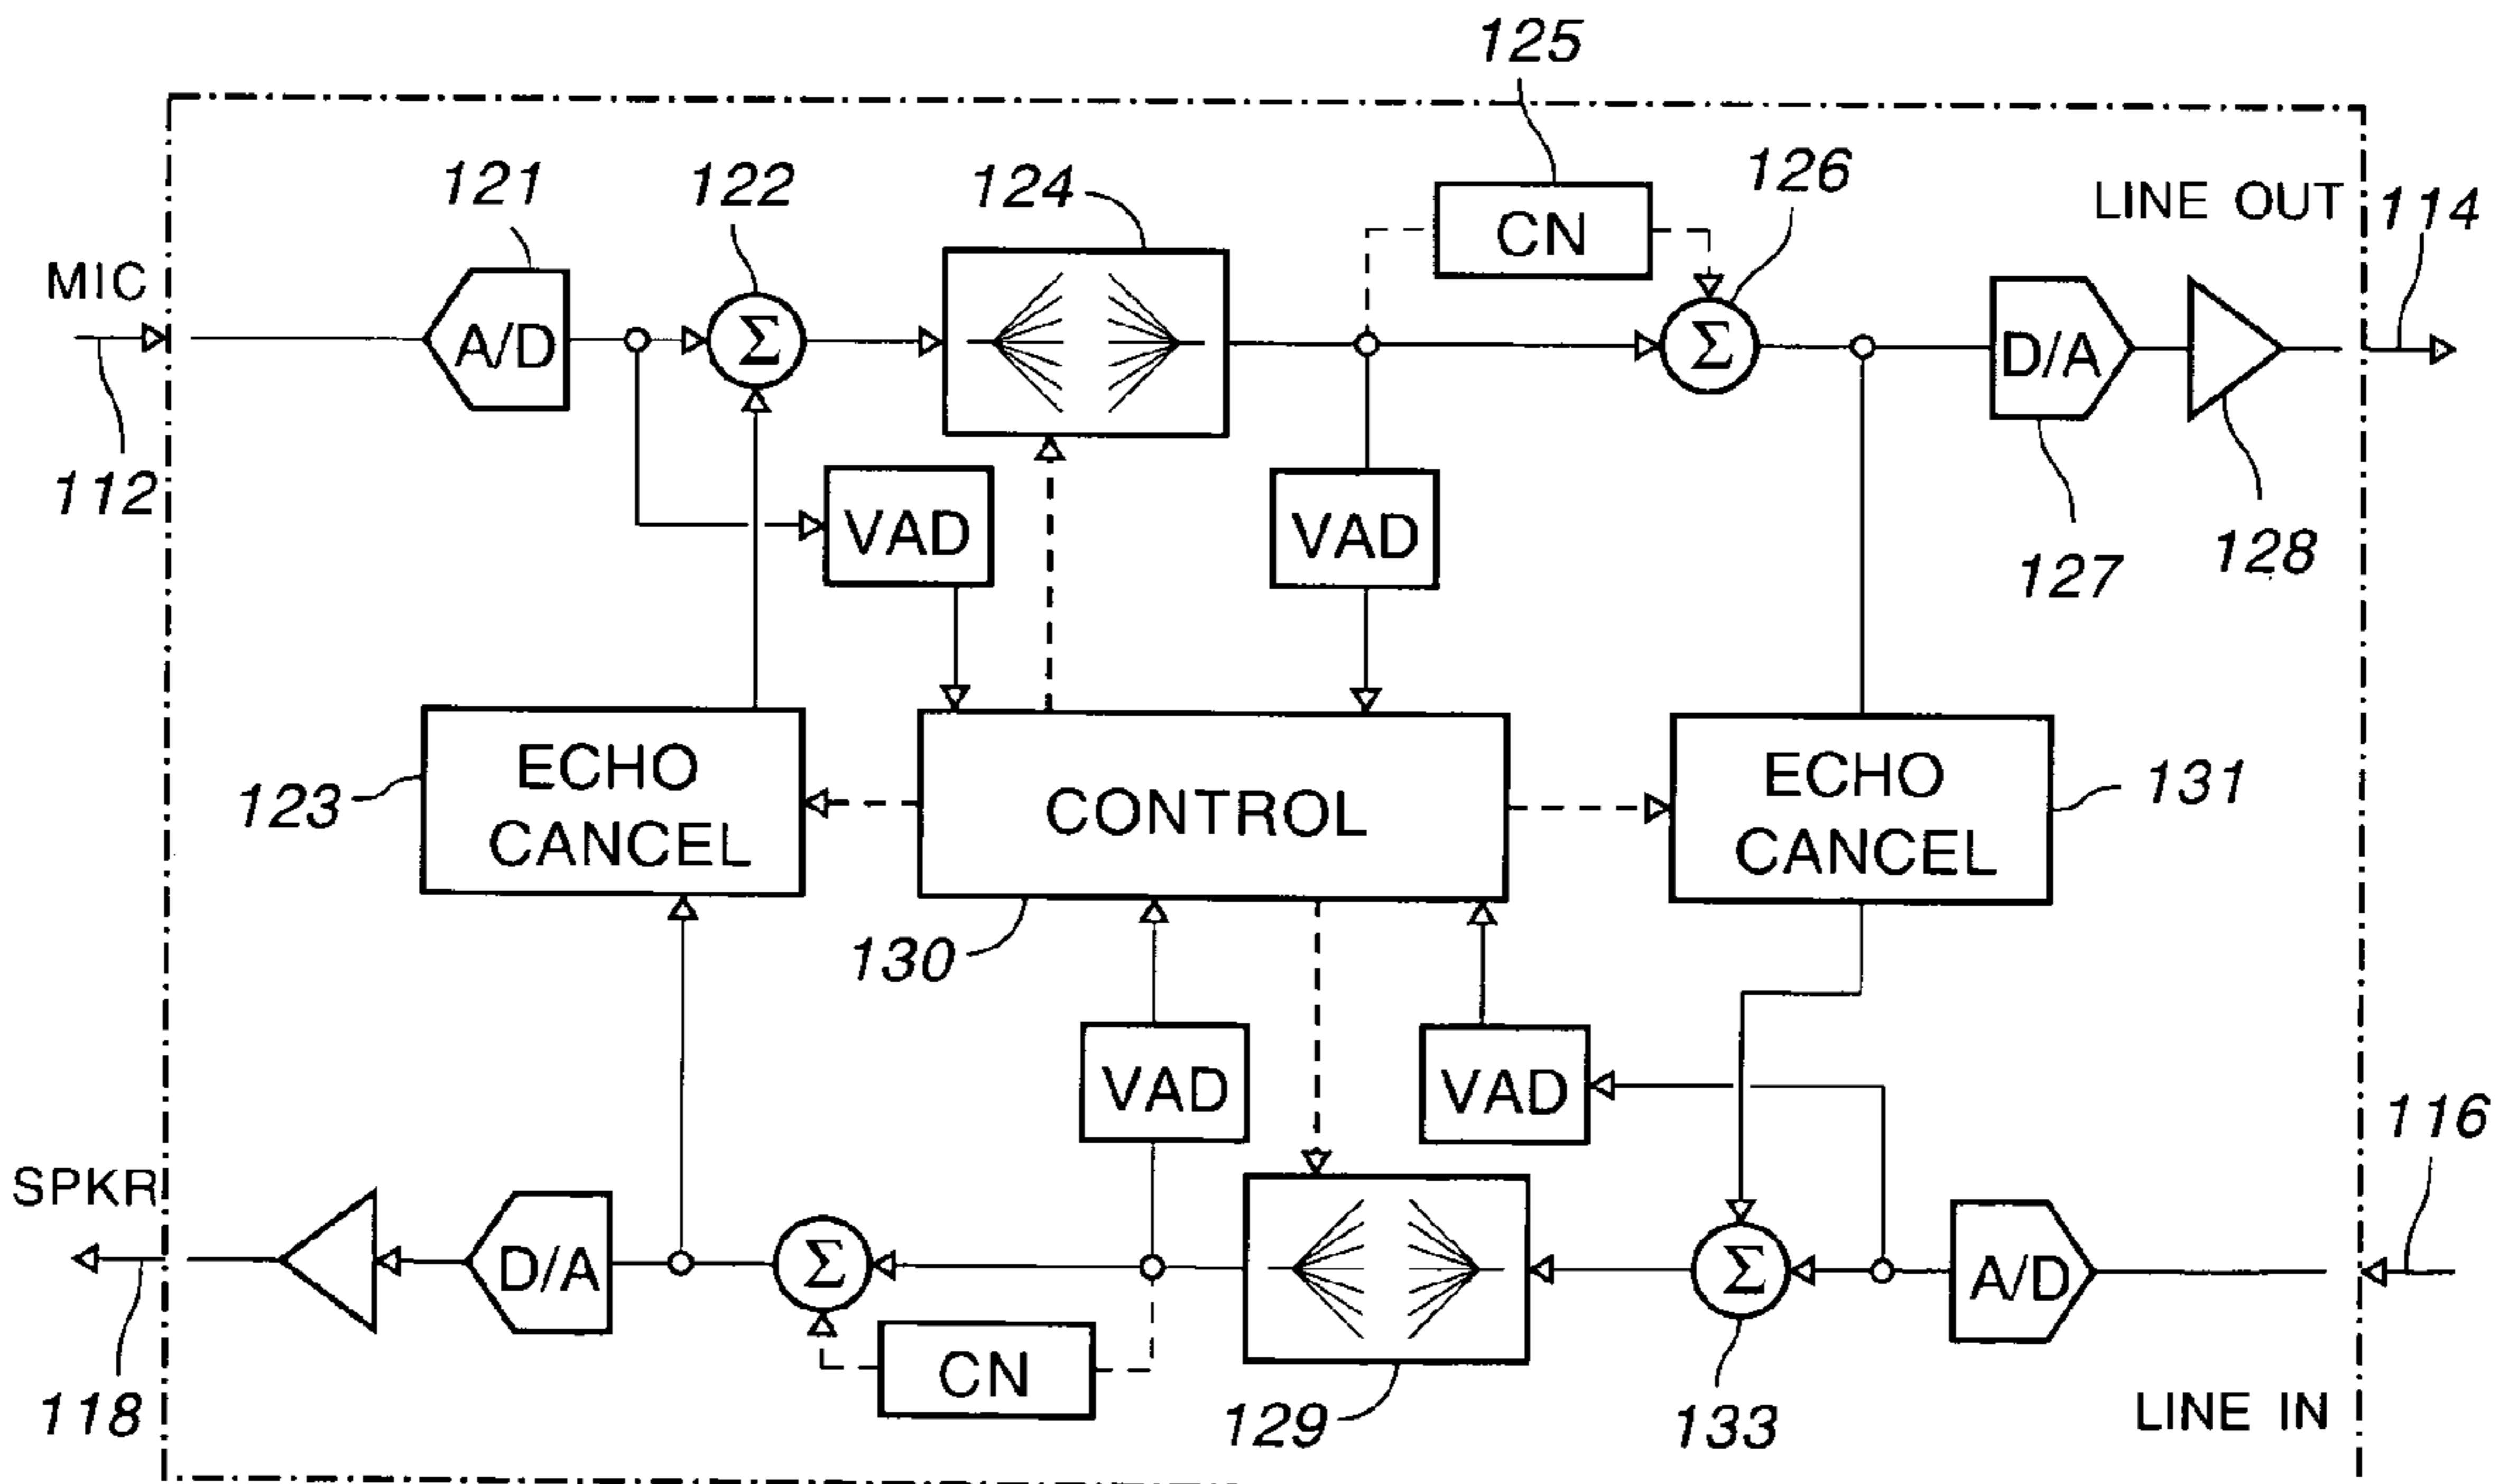 125
121
122
124
126
LINE OUT
114
CN
MIC
A/D
Σ
Σ
D/A
112
VAD
VAD
127
128
ECHO
CANCEL
123
CONTROL
ECHO
CANCEL
131
130
VAD
VAD
116
SPKR
D/A
Σ
Σ
A/D
CN
118
129
133
LINE IN